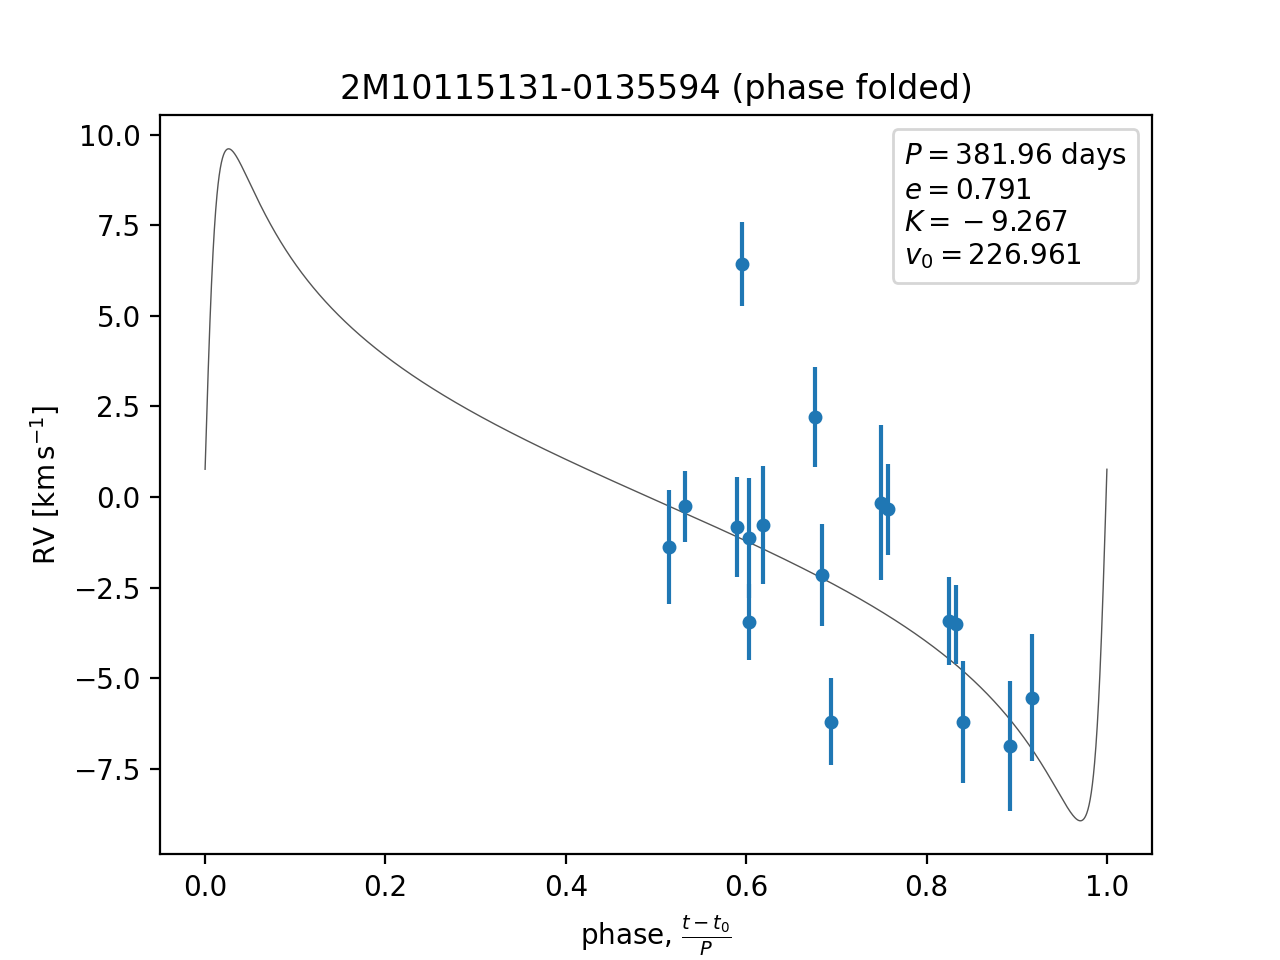 2M10115131-0135594 (phase folded)
P = 381.96 days
e = 0.791
K = −9.267
v₀ = 226.961
10.0
7.5
5.0
2.5
0.0
−2.5
−5.0
−7.5
RV [km s⁻¹]
0.0 0.2 0.4 0.6 0.8 1.0
phase, (t − t₀)/P